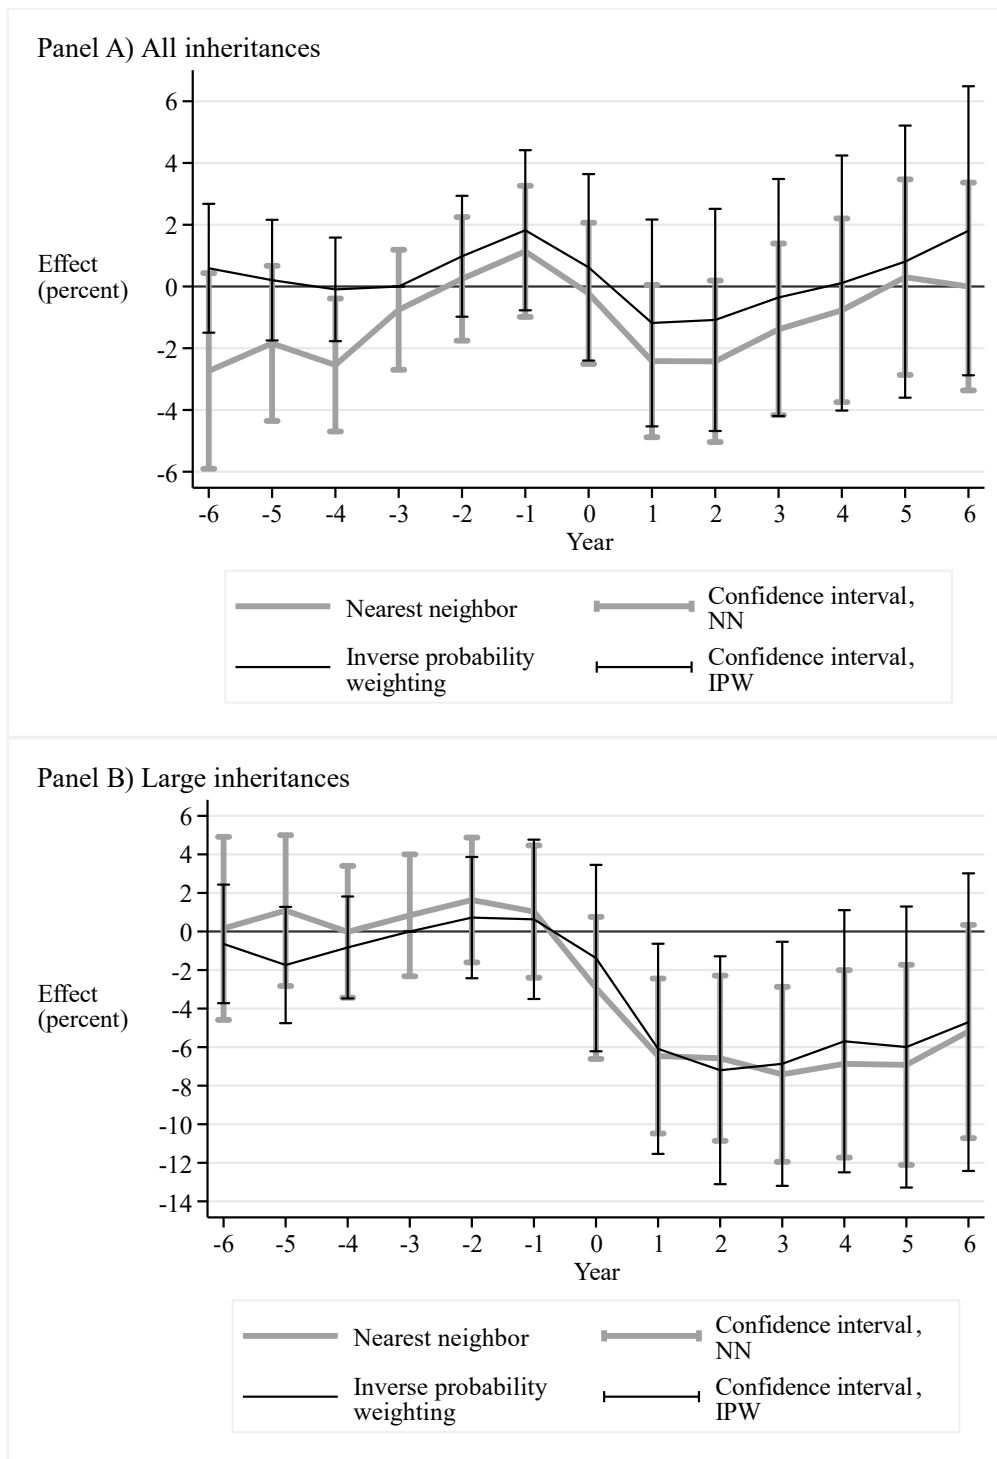 Panel A) All inheritances
6
4
2
0
-2
-4
-6
Effect
(percent)
-6 -5 -4 -3 -2 -1 0 1 2 3 4 5 6
Year
Nearest neighbor
Confidence interval,
NN
Inverse probability
weighting
Confidence interval,
IPW
Panel B) Large inheritances
6
4
2
0
-2
-4
-6
-8
-10
-12
-14
Effect
(percent)
-6 -5 -4 -3 -2 -1 0 1 2 3 4 5 6
Year
Nearest neighbor
Confidence interval,
NN
Inverse probability
weighting
Confidence interval,
IPW